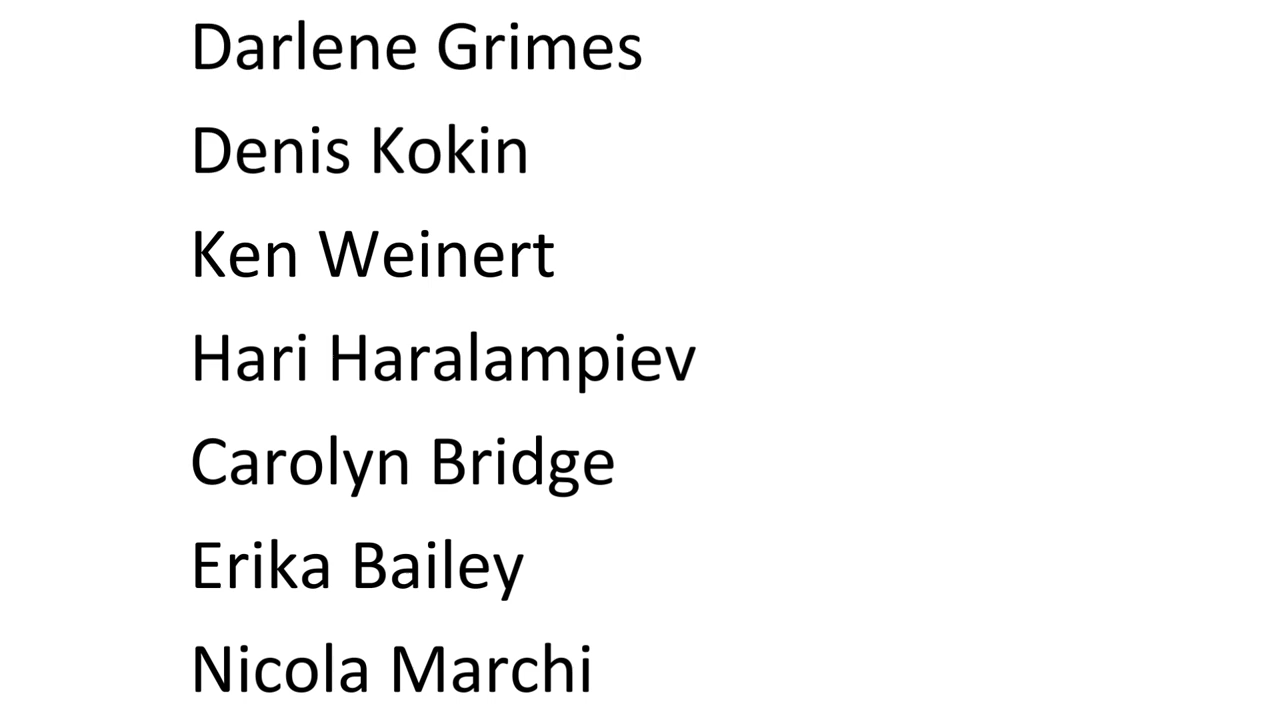 Darlene Grimes
Denis Kokin
Ken Weinert
Hari Haralampiev
Carolyn Bridge
Erika Bailey
Nicola Marchi